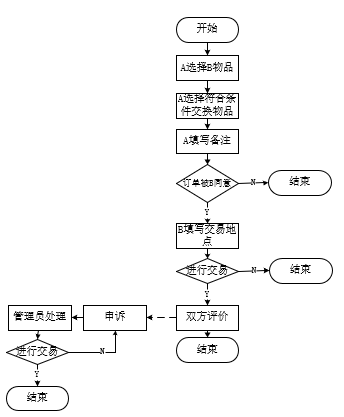 开始
A选择B物品
A选择符合条
件交换物品
A填写备注
订单被B同意
N
结束
Y
B填写交易地
点
进行交易
N
结束
Y
管理员处理
申诉
双方评价
进行交易
N
结束
Y
结束